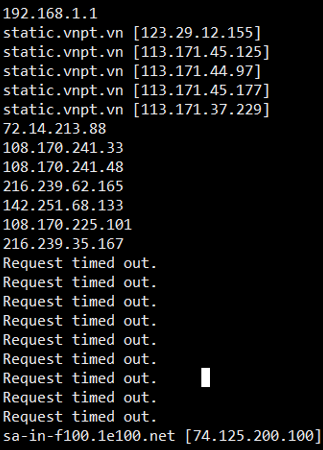 192.168.1.1
static.vnpt.vn [123.29.12.155]
static.vnpt.vn [113.171.45.125]
static.vnpt.vn [113.171.44.97]
static.vnpt.vn [113.171.45.177]
static.vnpt.vn [113.171.37.229]
72.14.213.88
108.170.241.33
108.170.241.48
216.239.62.165
142.251.68.133
108.170.225.101
216.239.35.167
Request timed out.
Request timed out.
Request timed out.
Request timed out.
Request timed out.
Request timed out.
Request timed out.
Request timed out.
Request timed out.
sa-in-f100.1e100.net [74.125.200.100]